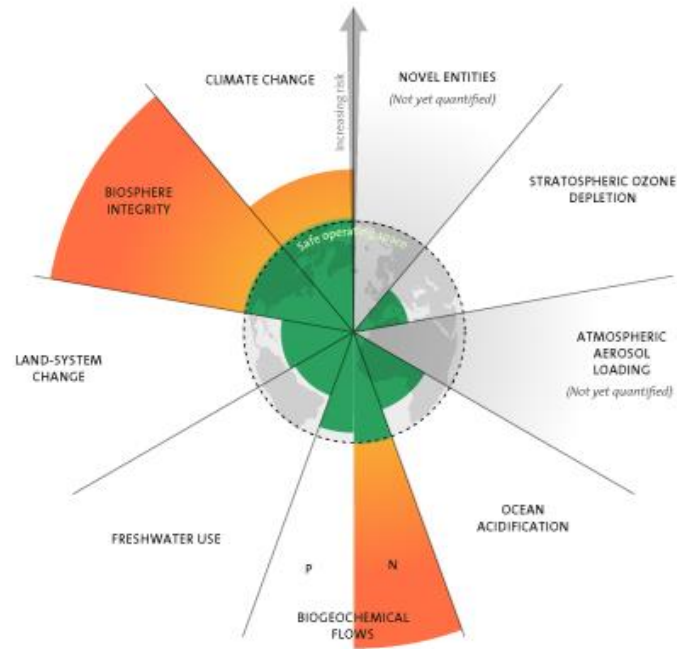 CLIMATE CHANGE
Increasing risk
NOVEL ENTITIES
(Not yet quantified)
STRATOSPHERIC OZONE
DEPLETION
BIOSPHERE
INTEGRITY
Safe operating space
ATMOSPHERIC
AEROSOL
LOADING
(Not yet quantified)
LAND-SYSTEM
CHANGE
OCEAN
ACIDIFICATION
FRESHWATER USE
P
N
BIOGEOCHEMICAL
FLOWS